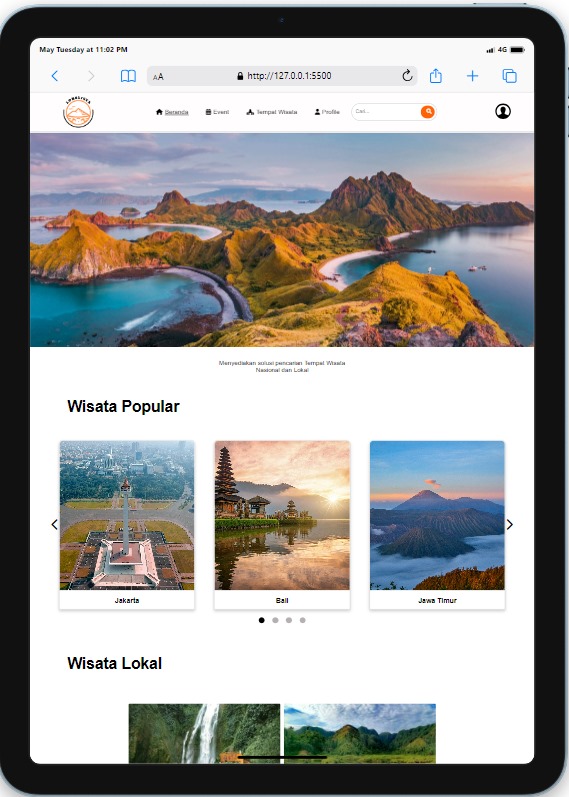 May Tuesday at 11:02 PM
4G
AA
http://127.0.0.1:5500
Beranda
Event
Tempat Wisata
Profile
Cari...
Menyediakan solusi pencarian Tempat Wisata
Nasional dan Lokal
Wisata Popular
Jakarta
Bali
Jawa Timur
Wisata Lokal